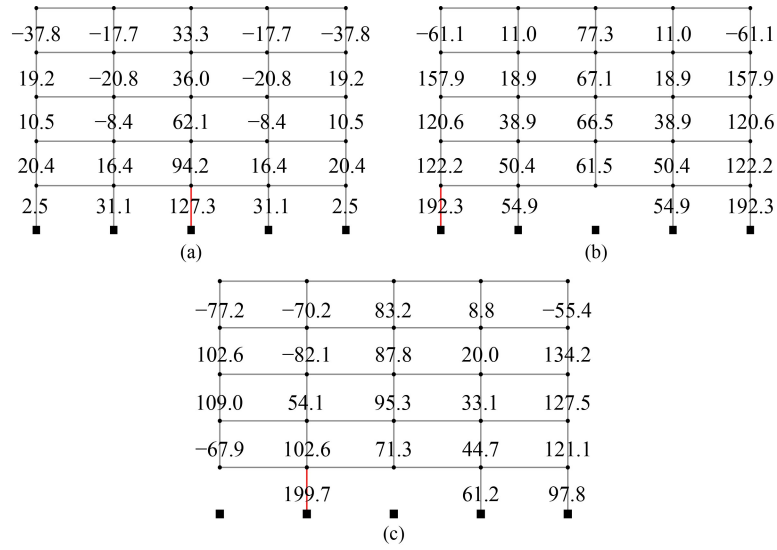 −37.8 −17.7 33.3 −17.7 −37.8
19.2 −20.8 36.0 −20.8 19.2
10.5 −8.4 62.1 −8.4 10.5
20.4 16.4 94.2 16.4 20.4
2.5 31.1 127.3 31.1 2.5
(a)
−61.1 11.0 77.3 11.0 −61.1
157.9 18.9 67.1 18.9 157.9
120.6 38.9 66.5 38.9 120.6
122.2 50.4 61.5 50.4 122.2
192.3 54.9 54.9 192.3
(b)
−77.2 −70.2 83.2 8.8 −55.4
102.6 −82.1 87.8 20.0 134.2
109.0 54.1 95.3 33.1 127.5
−67.9 102.6 71.3 44.7 121.1
199.7 61.2 97.8
(c)